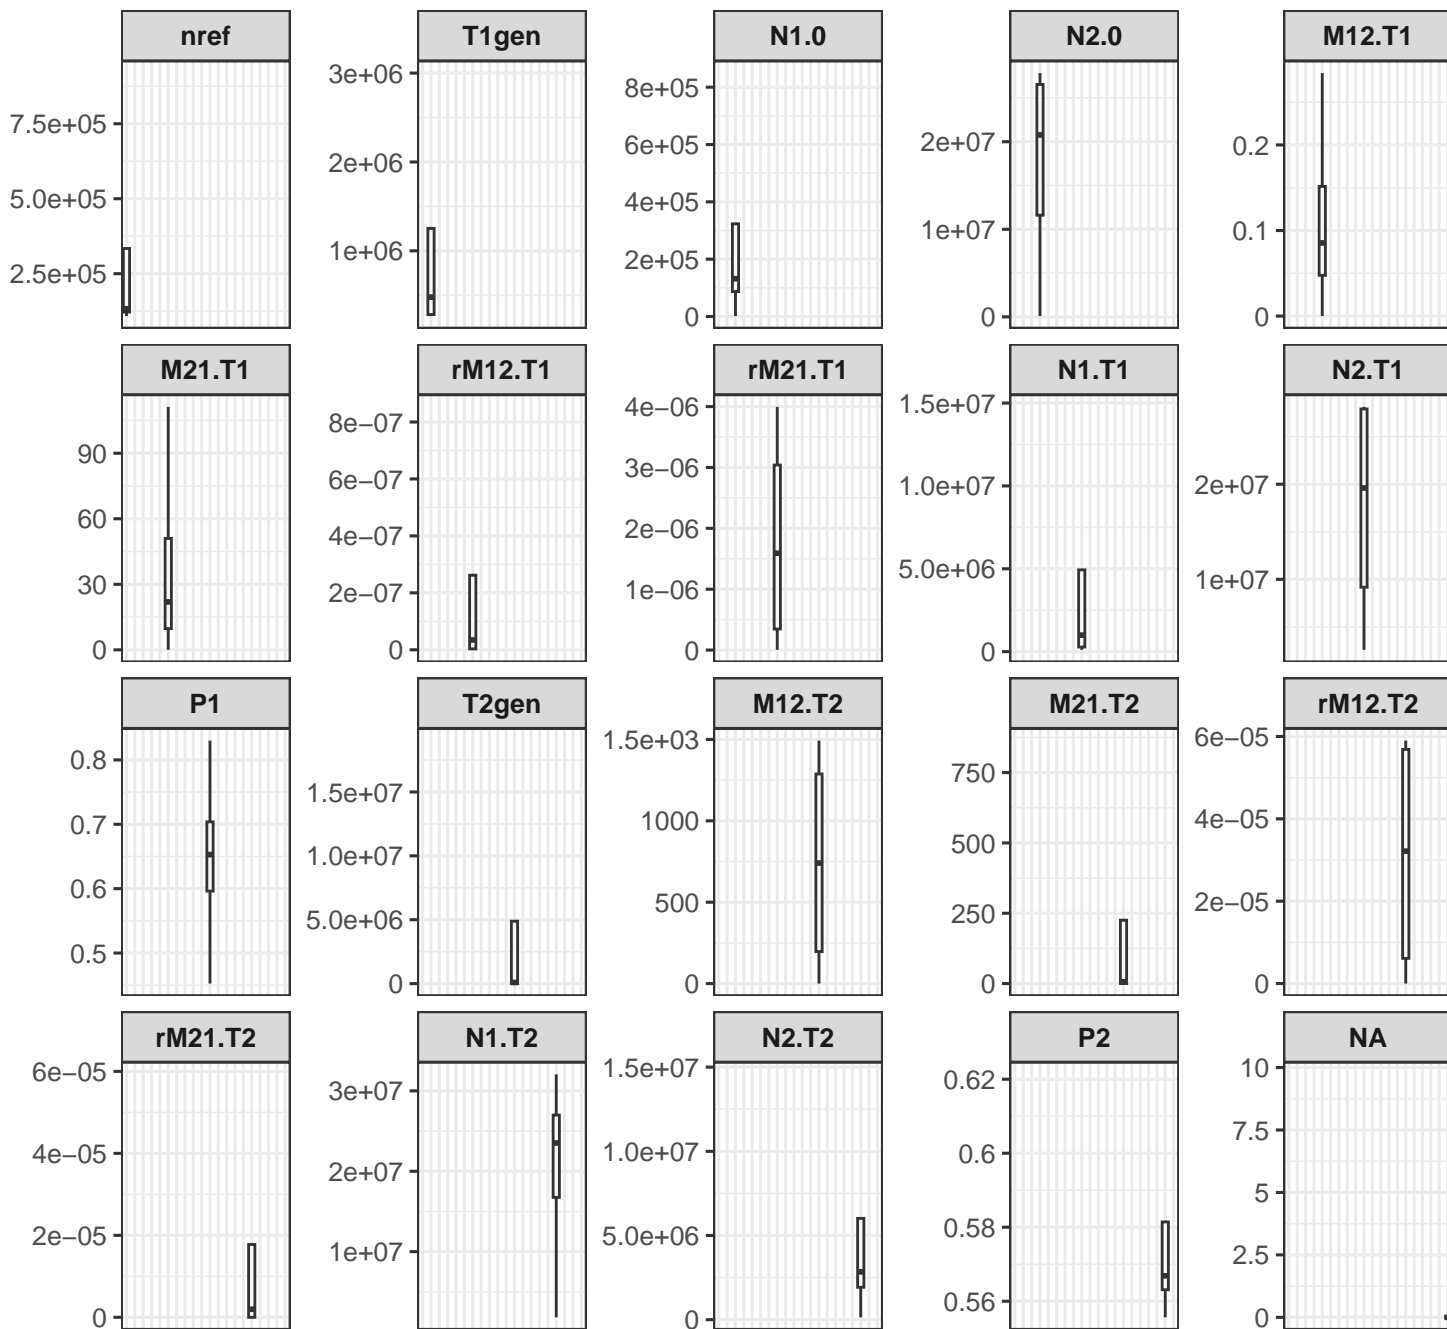 nref T1gen N1.0 N2.0 M12.T1
7.5e+05
5.0e+05
2.5e+05
3e+06
2e+06
1e+06
8e+05
6e+05
4e+05
2e+05
0
2e+07
1e+07
0
0.2
0.1
0
M21.T1 rM12.T1 rM21.T1 N1.T1 N2.T1
90
60
30
0
8e−07
6e−07
4e−07
2e−07
0
4e−06
3e−06
2e−06
1e−06
0
1.5e+07
1.0e+07
5.0e+06
0
2e+07
1e+07
P1 T2gen M12.T2 M21.T2 rM12.T2
0.8
0.7
0.6
0.5
1.5e+07
1.0e+07
5.0e+06
0
1.5e+03
1000
500
0
750
500
250
0
6e−05
4e−05
2e−05
0
rM21.T2 N1.T2 N2.T2 P2 NA
6e−05
4e−05
2e−05
0
3e+07
2e+07
1e+07
1.5e+07
1.0e+07
5.0e+06
0
0.62
0.6
0.58
0.56
10
7.5
5
2.5
0